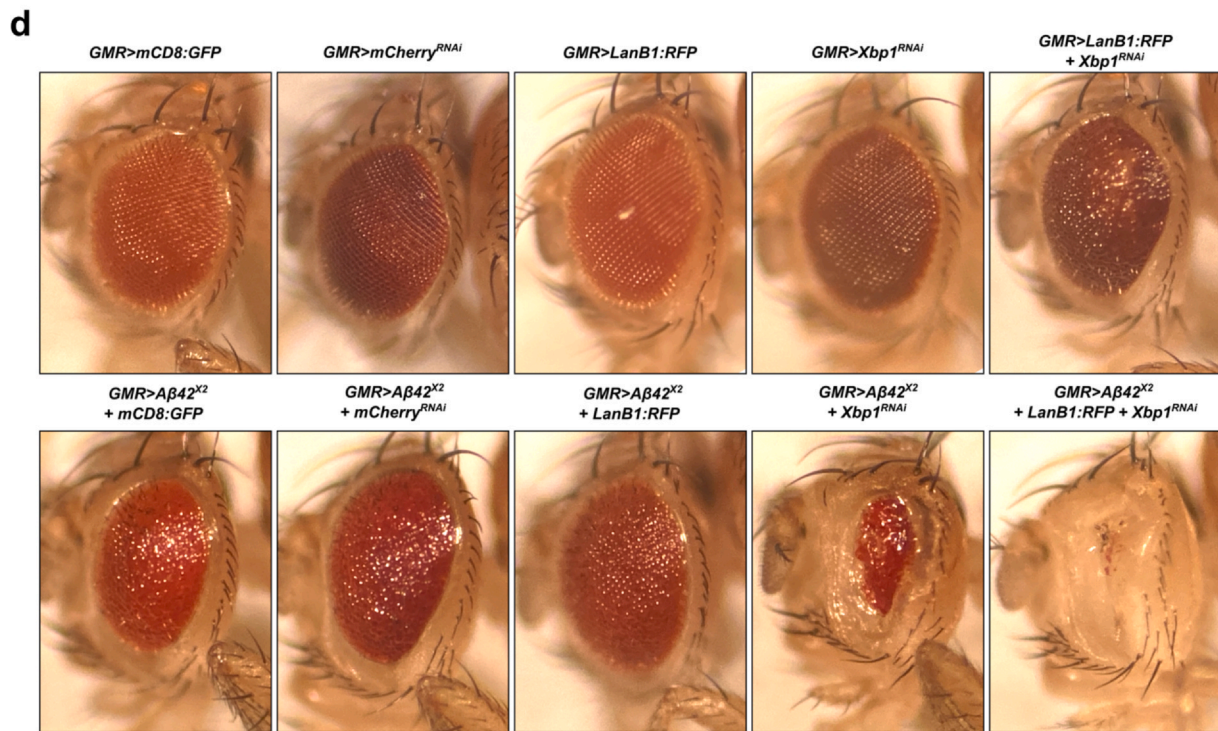 d
GMR>mCD8:GFP
GMR>mCherryRNAi
GMR>LanB1:RFP
GMR>Xbp1RNAi
GMR>LanB1:RFP
+ Xbp1RNAi
GMR>Aβ42X2
+ mCD8:GFP
GMR>Aβ42X2
+ mCherryRNAi
GMR>Aβ42X2
+ LanB1:RFP
GMR>Aβ42X2
+ Xbp1RNAi
GMR>Aβ42X2
+ LanB1:RFP + Xbp1RNAi